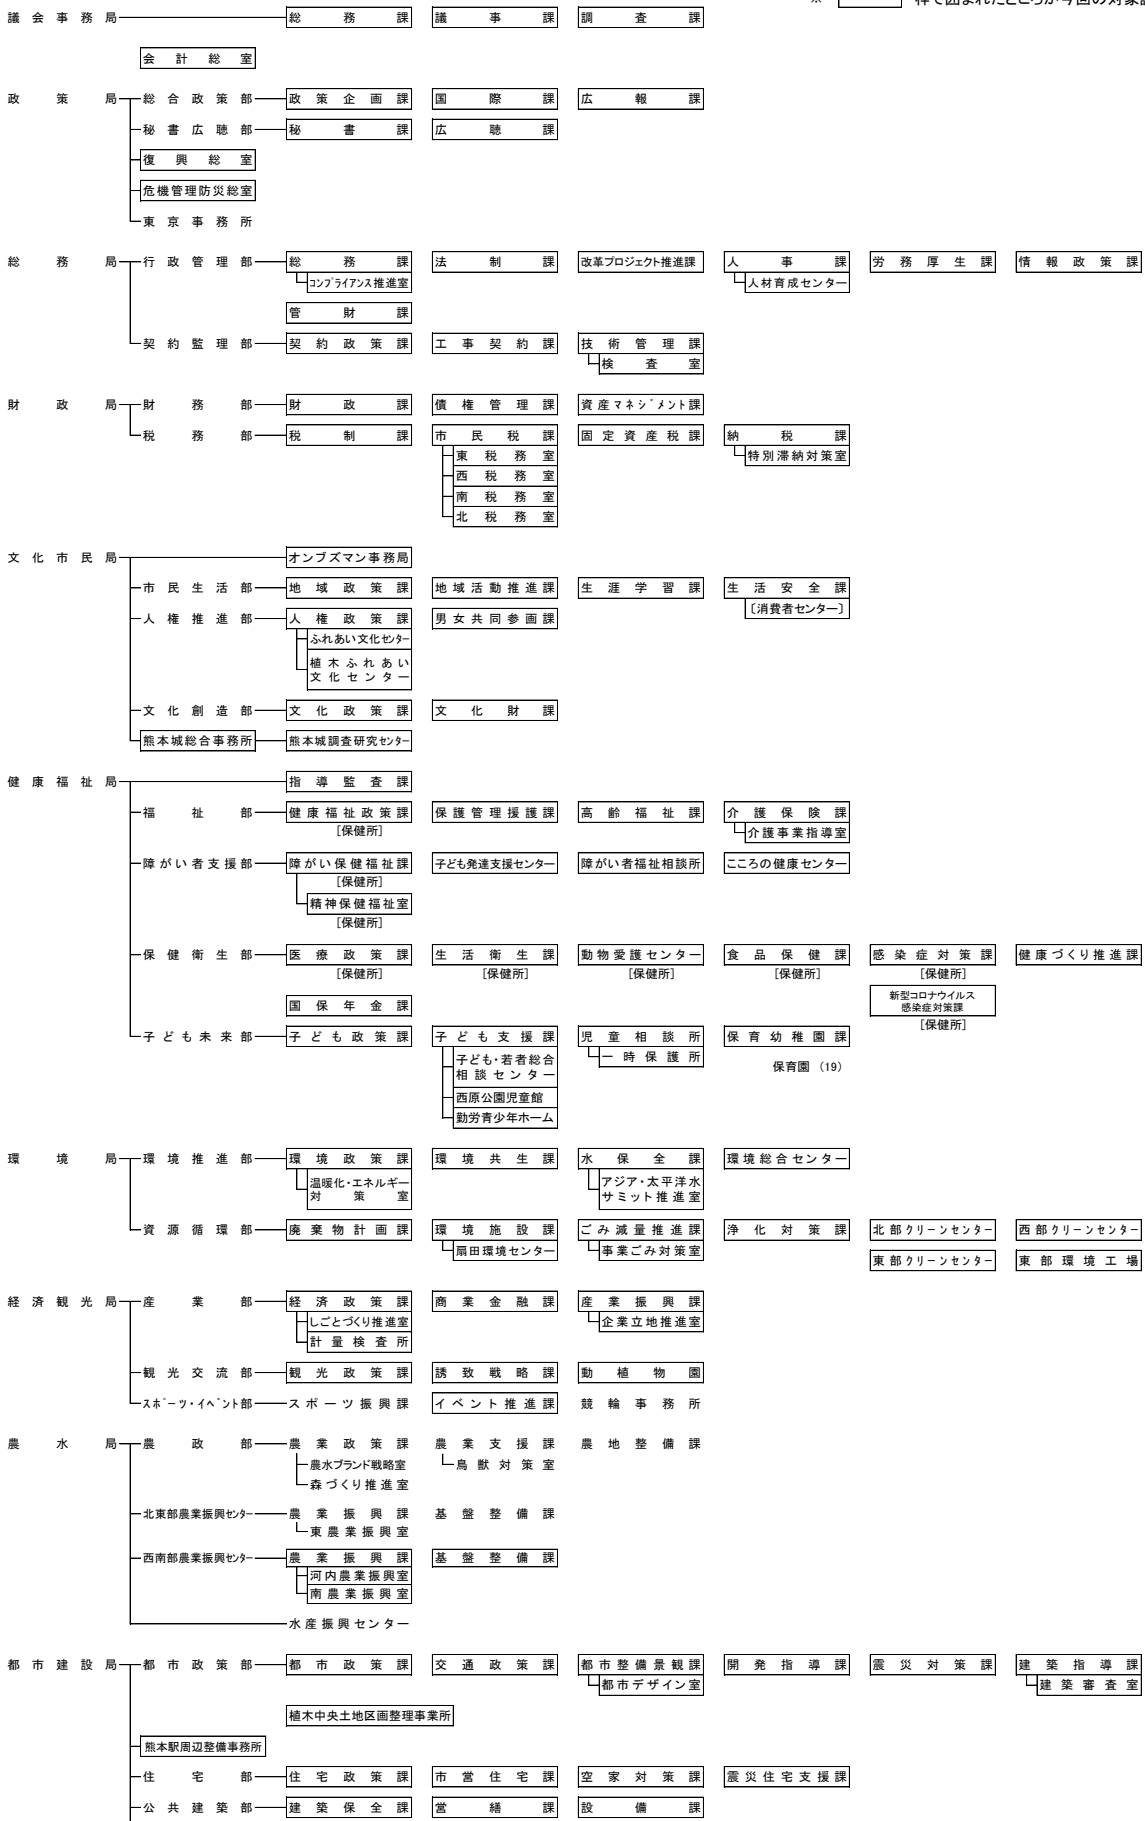 ※ 枠で囲まれたところが今回の対象
議会事務局 総務課 議事課 調査課
会計総室
政策局 総合政策部 政策企画課 国際課 広報課
秘書広聴部 秘書課 広聴課
復興総室
危機管理防災総室
東京事務所
総務局 行政管理部 総務課 法制課 改革プロジェクト推進課 人事課 労務厚生課 情報政策課
コンプライアンス推進室 人材育成センター
管財課
契約監理部 契約政策課 工事契約課 技術管理課
検査室
財政局 財務部 財政課 債権管理課 資産マネジメント課
税務部 税制課 市民税課 固定資産税課 納税課
東税務室 特別滞納対策室
西税務室
南税務室
北税務室
文化市民局 オンブズマン事務局
市民生活部 地域政策課 地域活動推進課 生涯学習課 生活安全課
〔消費者センター〕
人権推進部 人権政策課 男女共同参画課
ふれあい文化センター
植木ふれあい
文化センター
文化創造部 文化政策課 文化財課
熊本城総合事務所 熊本城調査研究センター
健康福祉局 指導監査課
福祉部 健康福祉政策課 保護管理援護課 高齢福祉課 介護保険課
[保健所] 介護事業指導室
障がい者支援部 障がい保健福祉課 子ども発達支援センター 障がい者福祉相談所 こころの健康センター
[保健所]
精神保健福祉室
[保健所]
保健衛生部 医療政策課 生活衛生課 動物愛護センター 食品保健課 感染症対策課 健康づくり推進課
[保健所] [保健所] [保健所] [保健所] [保健所]
国保年金課 新型コロナウイルス
感染症対策課
[保健所]
子ども未来部 子ども政策課 子ども支援課 児童相談所 保育幼稚園課
子ども・若者総合 一時保護所
相談センター 保育園 (19)
西原公園児童館
勤労青少年ホーム
環境局 環境推進部 環境政策課 環境共生課 水保全課 環境総合センター
温暖化・エネルギー アジア・太平洋水
対策室 サミット推進室
資源循環部 廃棄物計画課 環境施設課 ごみ減量推進課 浄化対策課 北部クリーンセンター 西部クリーンセンター
扇田環境センター 事業ごみ対策室 東部クリーンセンター 東部環境工場
経済観光局 産業部 経済政策課 商業金融課 産業振興課
しごとづくり推進室 企業立地推進室
計量検査所
観光交流部 観光政策課 誘致戦略課 動植物園
スポーツ・イベント部 スポーツ振興課 イベント推進課 競輪事務所
農水局 農政部 農業政策課 農業支援課 農地整備課
農水ブランド戦略室 鳥獣対策室
森づくり推進室
北東部農業振興センター 農業振興課 基盤整備課
東農業振興室
西南部農業振興センター 農業振興課 基盤整備課
河内農業振興室
南農業振興室
水産振興センター
都市建設局 都市政策部 都市政策課 交通政策課 都市整備景観課 開発指導課 震災対策課 建築指導課
都市デザイン室 建築審査室
植木中央土地区画整理事業所
熊本駅周辺整備事務所
住宅部 住宅政策課 市営住宅課 空家対策課 震災住宅支援課
公共建築部 建築保全課 営繕課 設備課